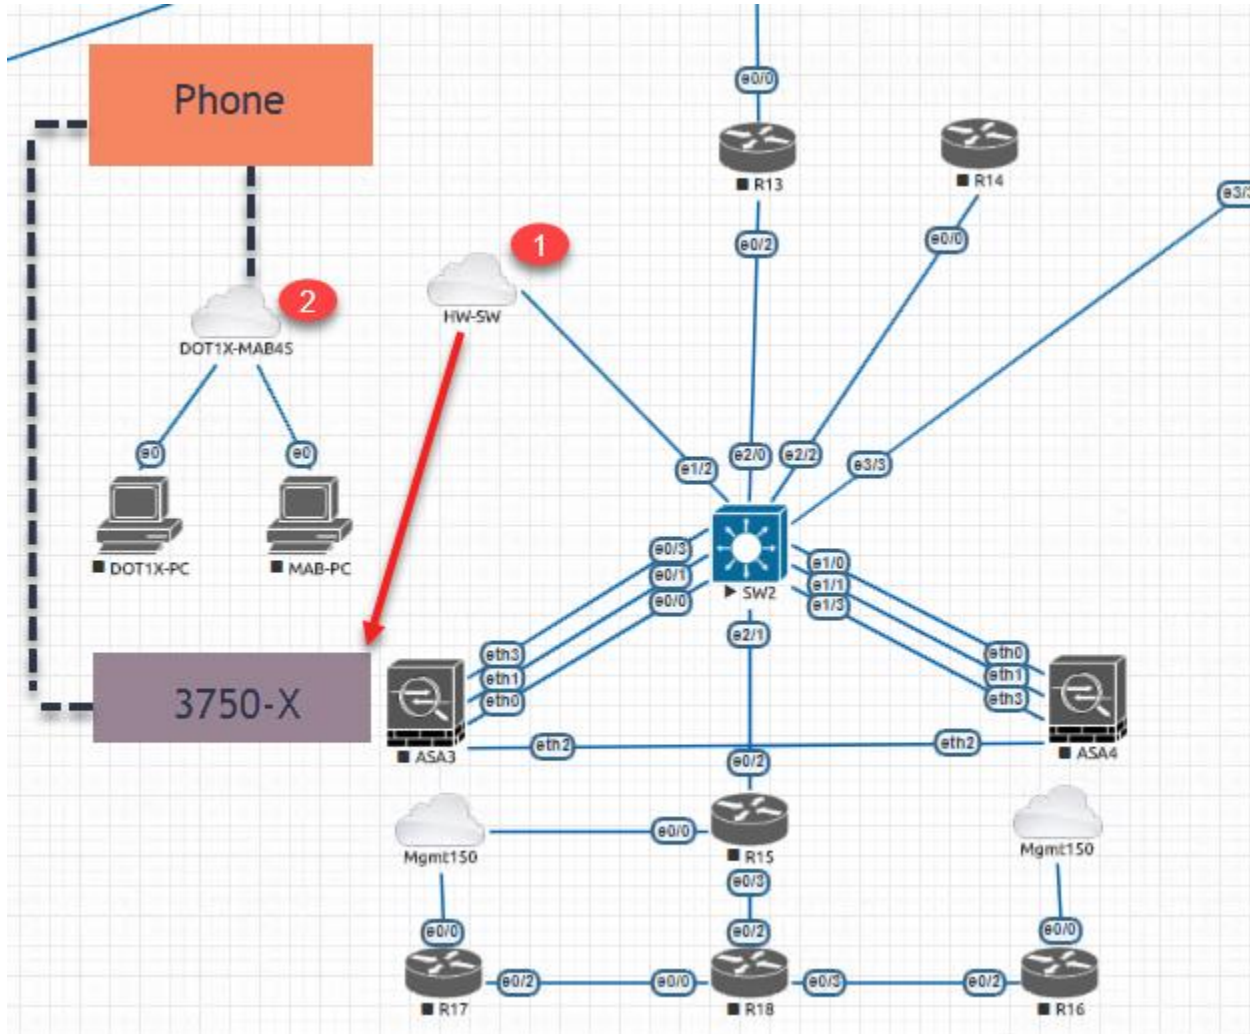 e0/0
Phone
R13
R14
e3/3
e0/2
e0/0
1
2
HW-SW
DOT1X-MAB4S
e0
e0
e1/2
e2/0
e2/2
e3/3
DOT1X-PC
MAB-PC
e0/3
e0/1
e0/0
e1/0
e1/1
e1/3
SW2
e2/1
eth3
eth1
eth0
eth0
eth1
eth3
3750-X
eth2
eth2
ASA3
ASA4
e0/2
Mgmt150
e0/0
R15
Mgmt150
e0/3
e0/0
e0/2
e0/0
e0/2
e0/0
e0/3
e0/2
R17
R18
R16